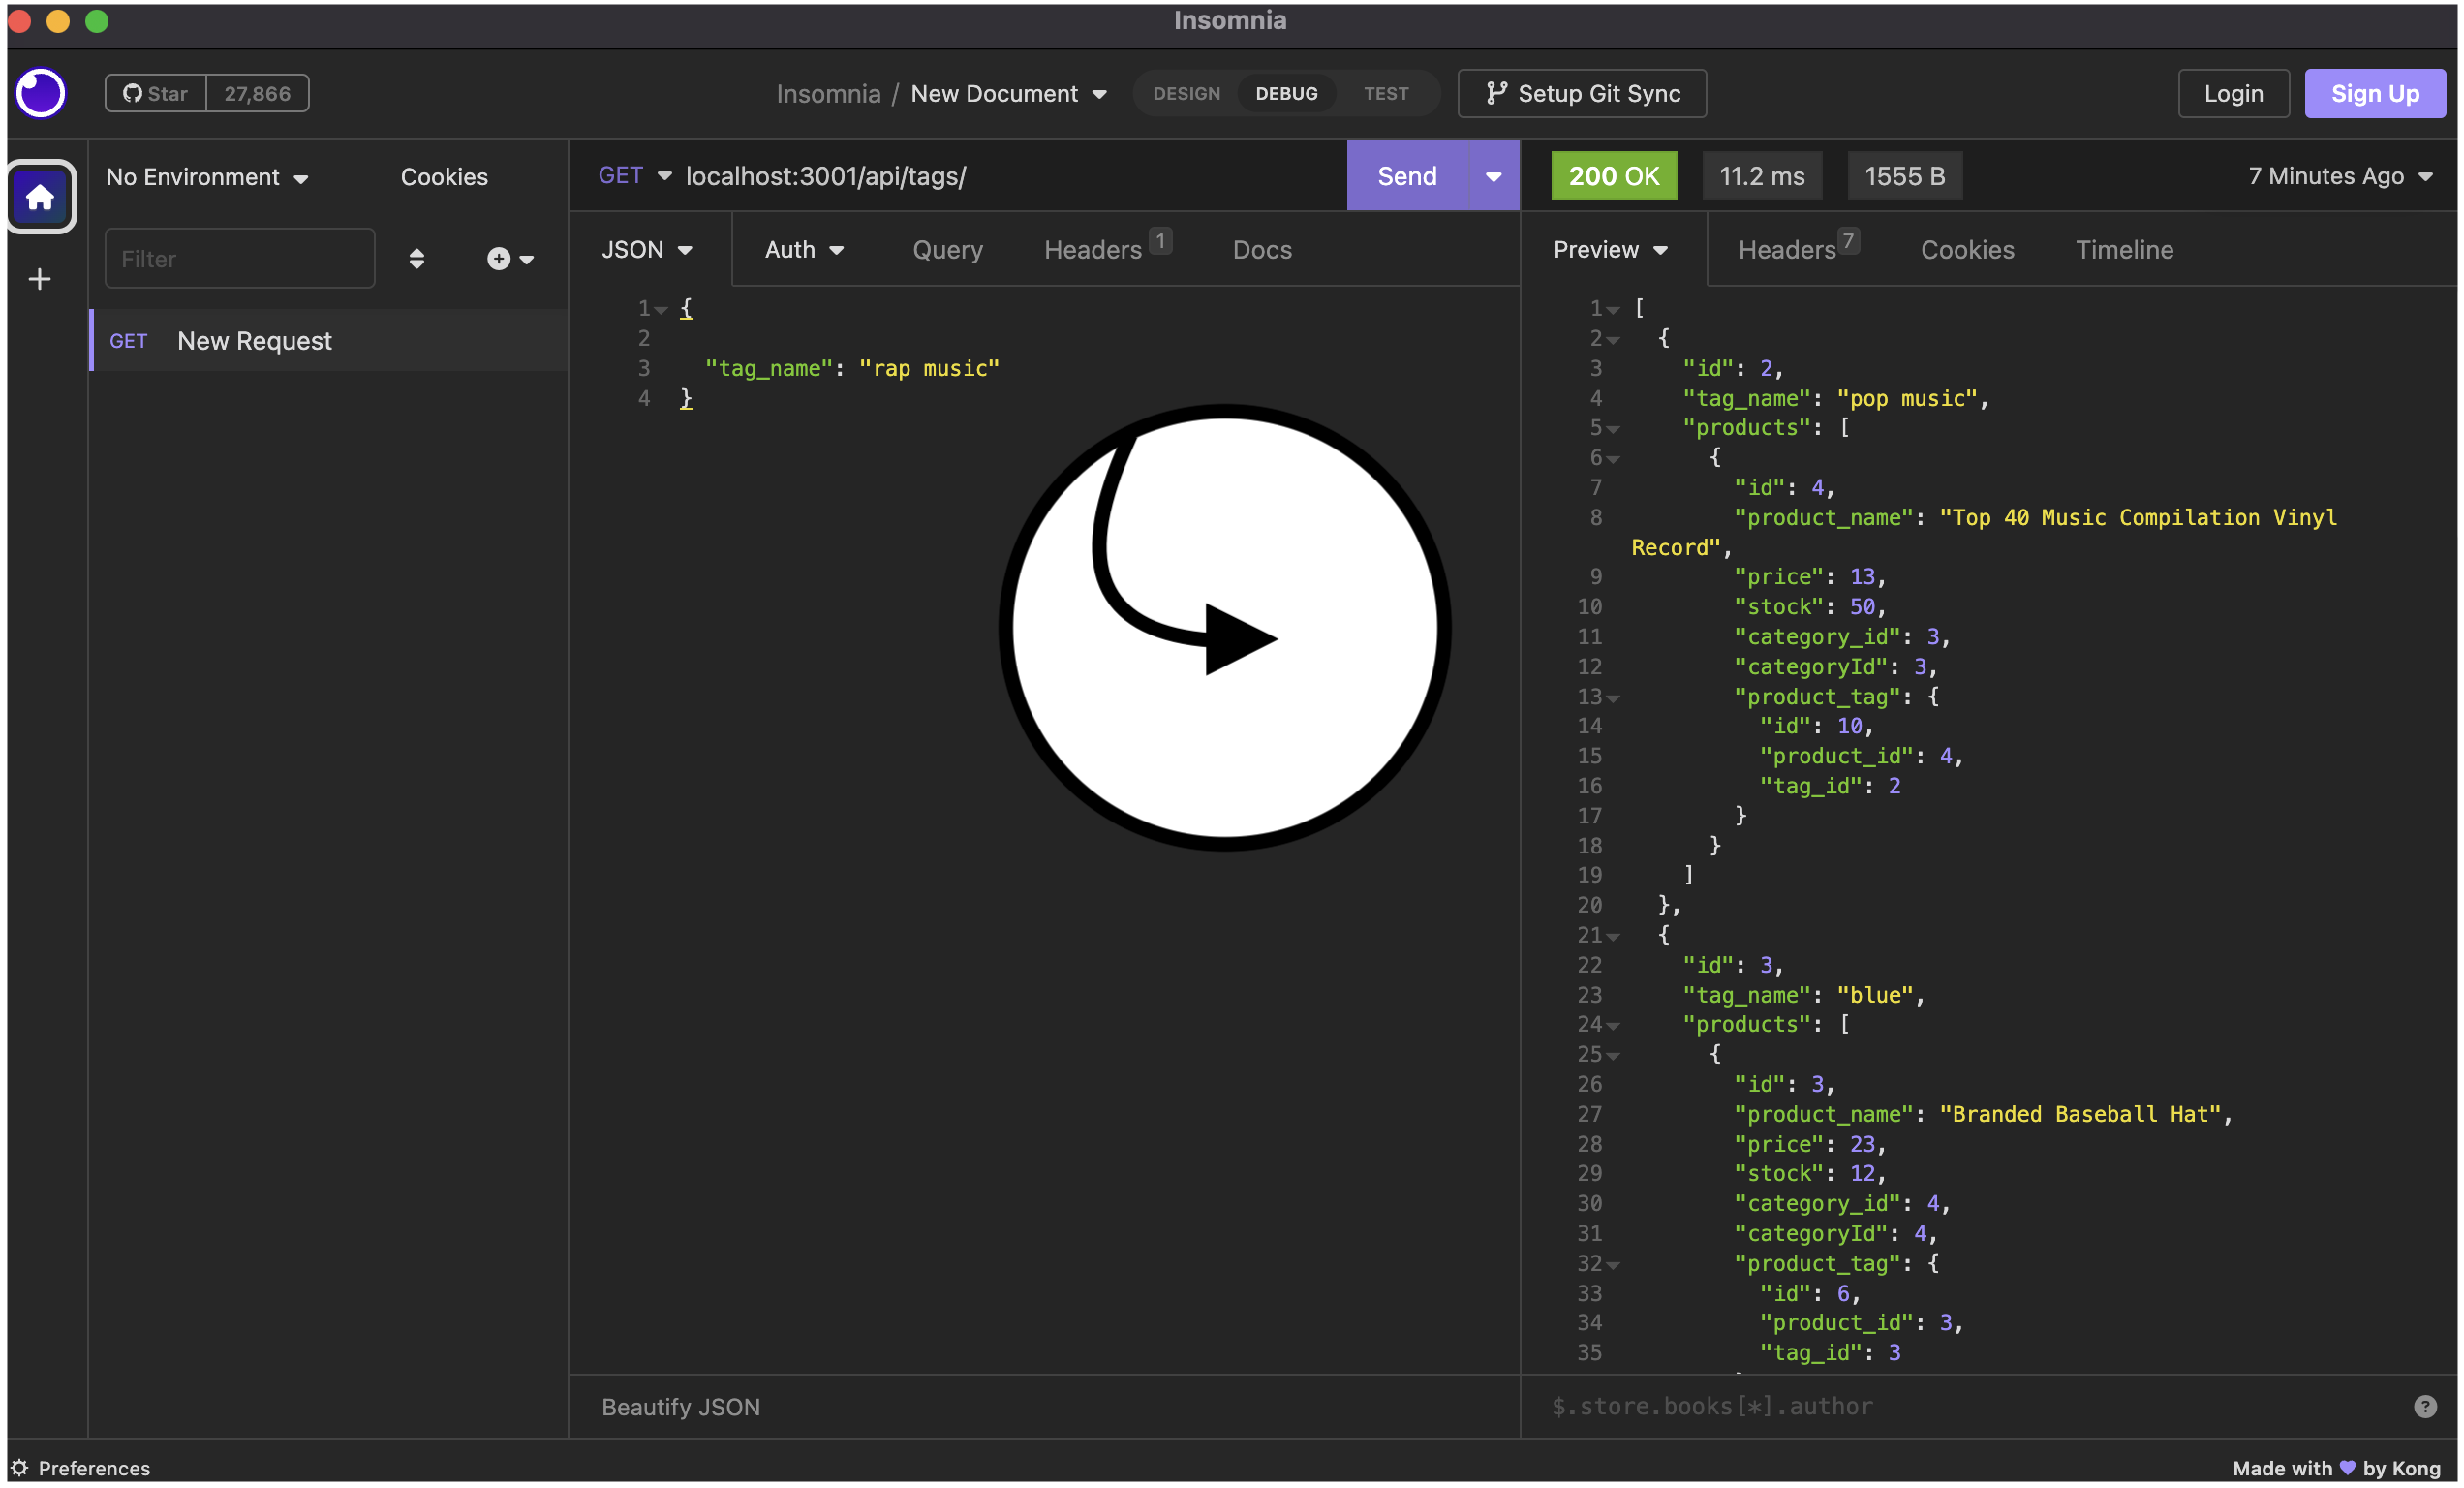 Insomnia
Star 27,866
Insomnia / New Document
DESIGN DEBUG TEST
Setup Git Sync
Login
Sign Up
No Environment
Cookies
Filter
GET New Request
GET localhost:3001/api/tags/
Send
JSON Auth Query Headers 1 Docs
1 {
2
3 "tag_name": "rap music"
4 }
Beautify JSON
200 OK 11.2 ms 1555 B 7 Minutes Ago
Preview Headers 7 Cookies Timeline
1 [
2 {
3 "id": 2,
4 "tag_name": "pop music",
5 "products": [
6 {
7 "id": 4,
8 "product_name": "Top 40 Music Compilation Vinyl
Record",
9 "price": 13,
10 "stock": 50,
11 "category_id": 3,
12 "categoryId": 3,
13 "product_tag": {
14 "id": 10,
15 "product_id": 4,
16 "tag_id": 2
17 }
18 }
19 ]
20 },
21 {
22 "id": 3,
23 "tag_name": "blue",
24 "products": [
25 {
26 "id": 3,
27 "product_name": "Branded Baseball Hat",
28 "price": 23,
29 "stock": 12,
30 "category_id": 4,
31 "categoryId": 4,
32 "product_tag": {
33 "id": 6,
34 "product_id": 3,
35 "tag_id": 3
$.store.books[*].author
Preferences
Made with ♥ by Kong